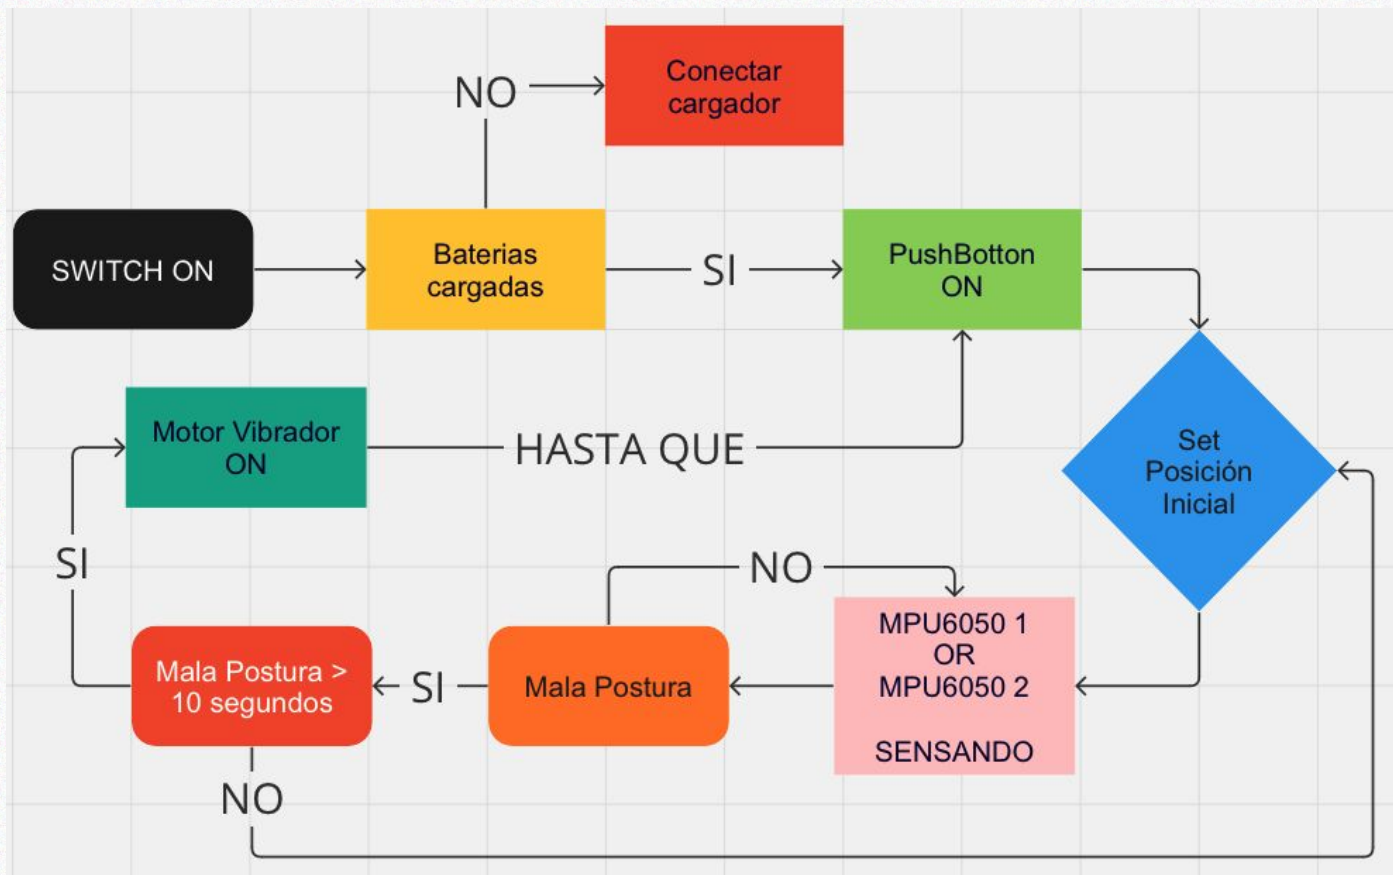 NO
Conectar
cargador
SWITCH ON
Baterias
cargadas
SI
PushBotton
ON
Motor Vibrador
ON
HASTA QUE
Set
Posición
Inicial
SI
NO
Mala Postura >
10 segundos
SI
Mala Postura
MPU6050 1
OR
MPU6050 2
SENSANDO
NO